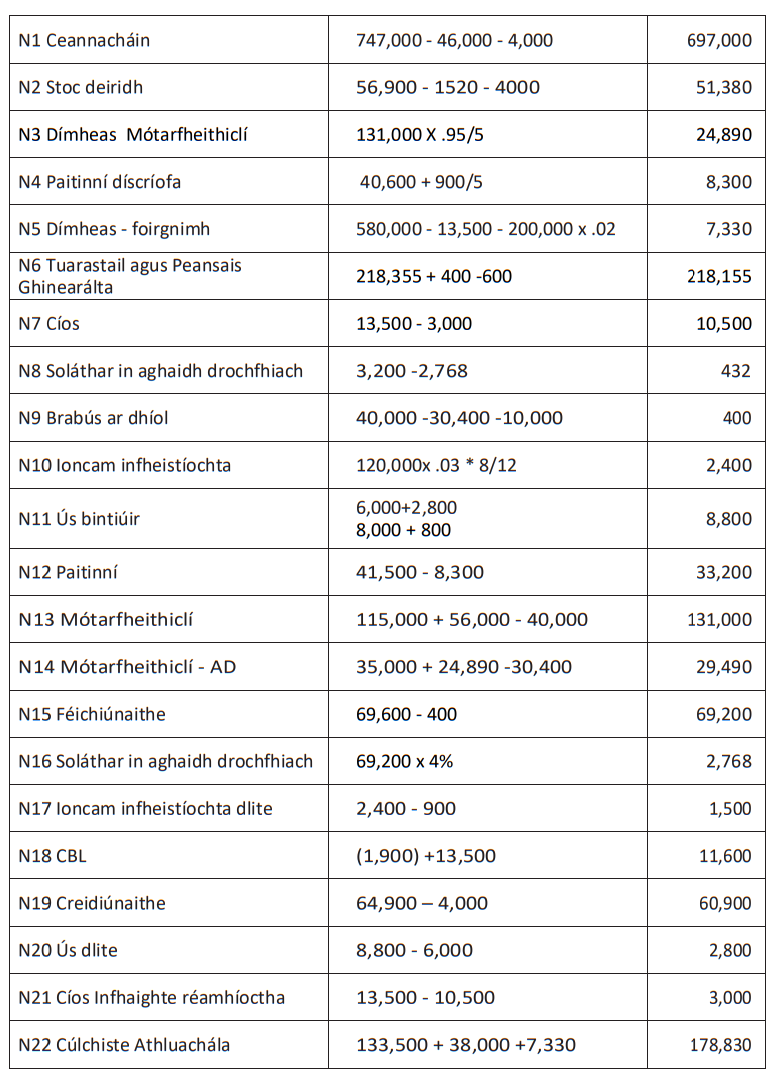 N1 Ceannacháin 747,000 - 46,000 - 4,000 697,000
N2 Stoc deiridh 56,900 - 1520 - 4000 51,380
N3 Dímheas Mótarfheithiclí 131,000 X .95/5 24,890
N4 Paitinní díscríofa 40,600 + 900/5 8,300
N5 Dímheas - foirgnimh 580,000 - 13,500 - 200,000 x .02 7,330
N6 Tuarastail agus Peansais
Ghinearálta 218,355 + 400 -600 218,155
N7 Cíos 13,500 - 3,000 10,500
N8 Soláthar in aghaidh drochfhiach 3,200 -2,768 432
N9 Brabús ar dhíol 40,000 -30,400 -10,000 400
N10 Ioncam infheistíochta 120,000x .03 * 8/12 2,400
N11 Ús bintiúir 6,000+2,800
8,000 + 800 8,800
N12 Paitinní 41,500 - 8,300 33,200
N13 Mótarfheithiclí 115,000 + 56,000 - 40,000 131,000
N14 Mótarfheithiclí - AD 35,000 + 24,890 -30,400 29,490
N15 Féichiúnaithe 69,600 - 400 69,200
N16 Soláthar in aghaidh drochfhiach 69,200 x 4% 2,768
N17 Ioncam infheistíochta dlite 2,400 - 900 1,500
N18 CBL (1,900) +13,500 11,600
N19 Creidiúnaithe 64,900 – 4,000 60,900
N20 Ús dlite 8,800 - 6,000 2,800
N21 Cíos Infhaighte réamhíoctha 13,500 - 10,500 3,000
N22 Cúlchiste Athluachála 133,500 + 38,000 +7,330 178,830